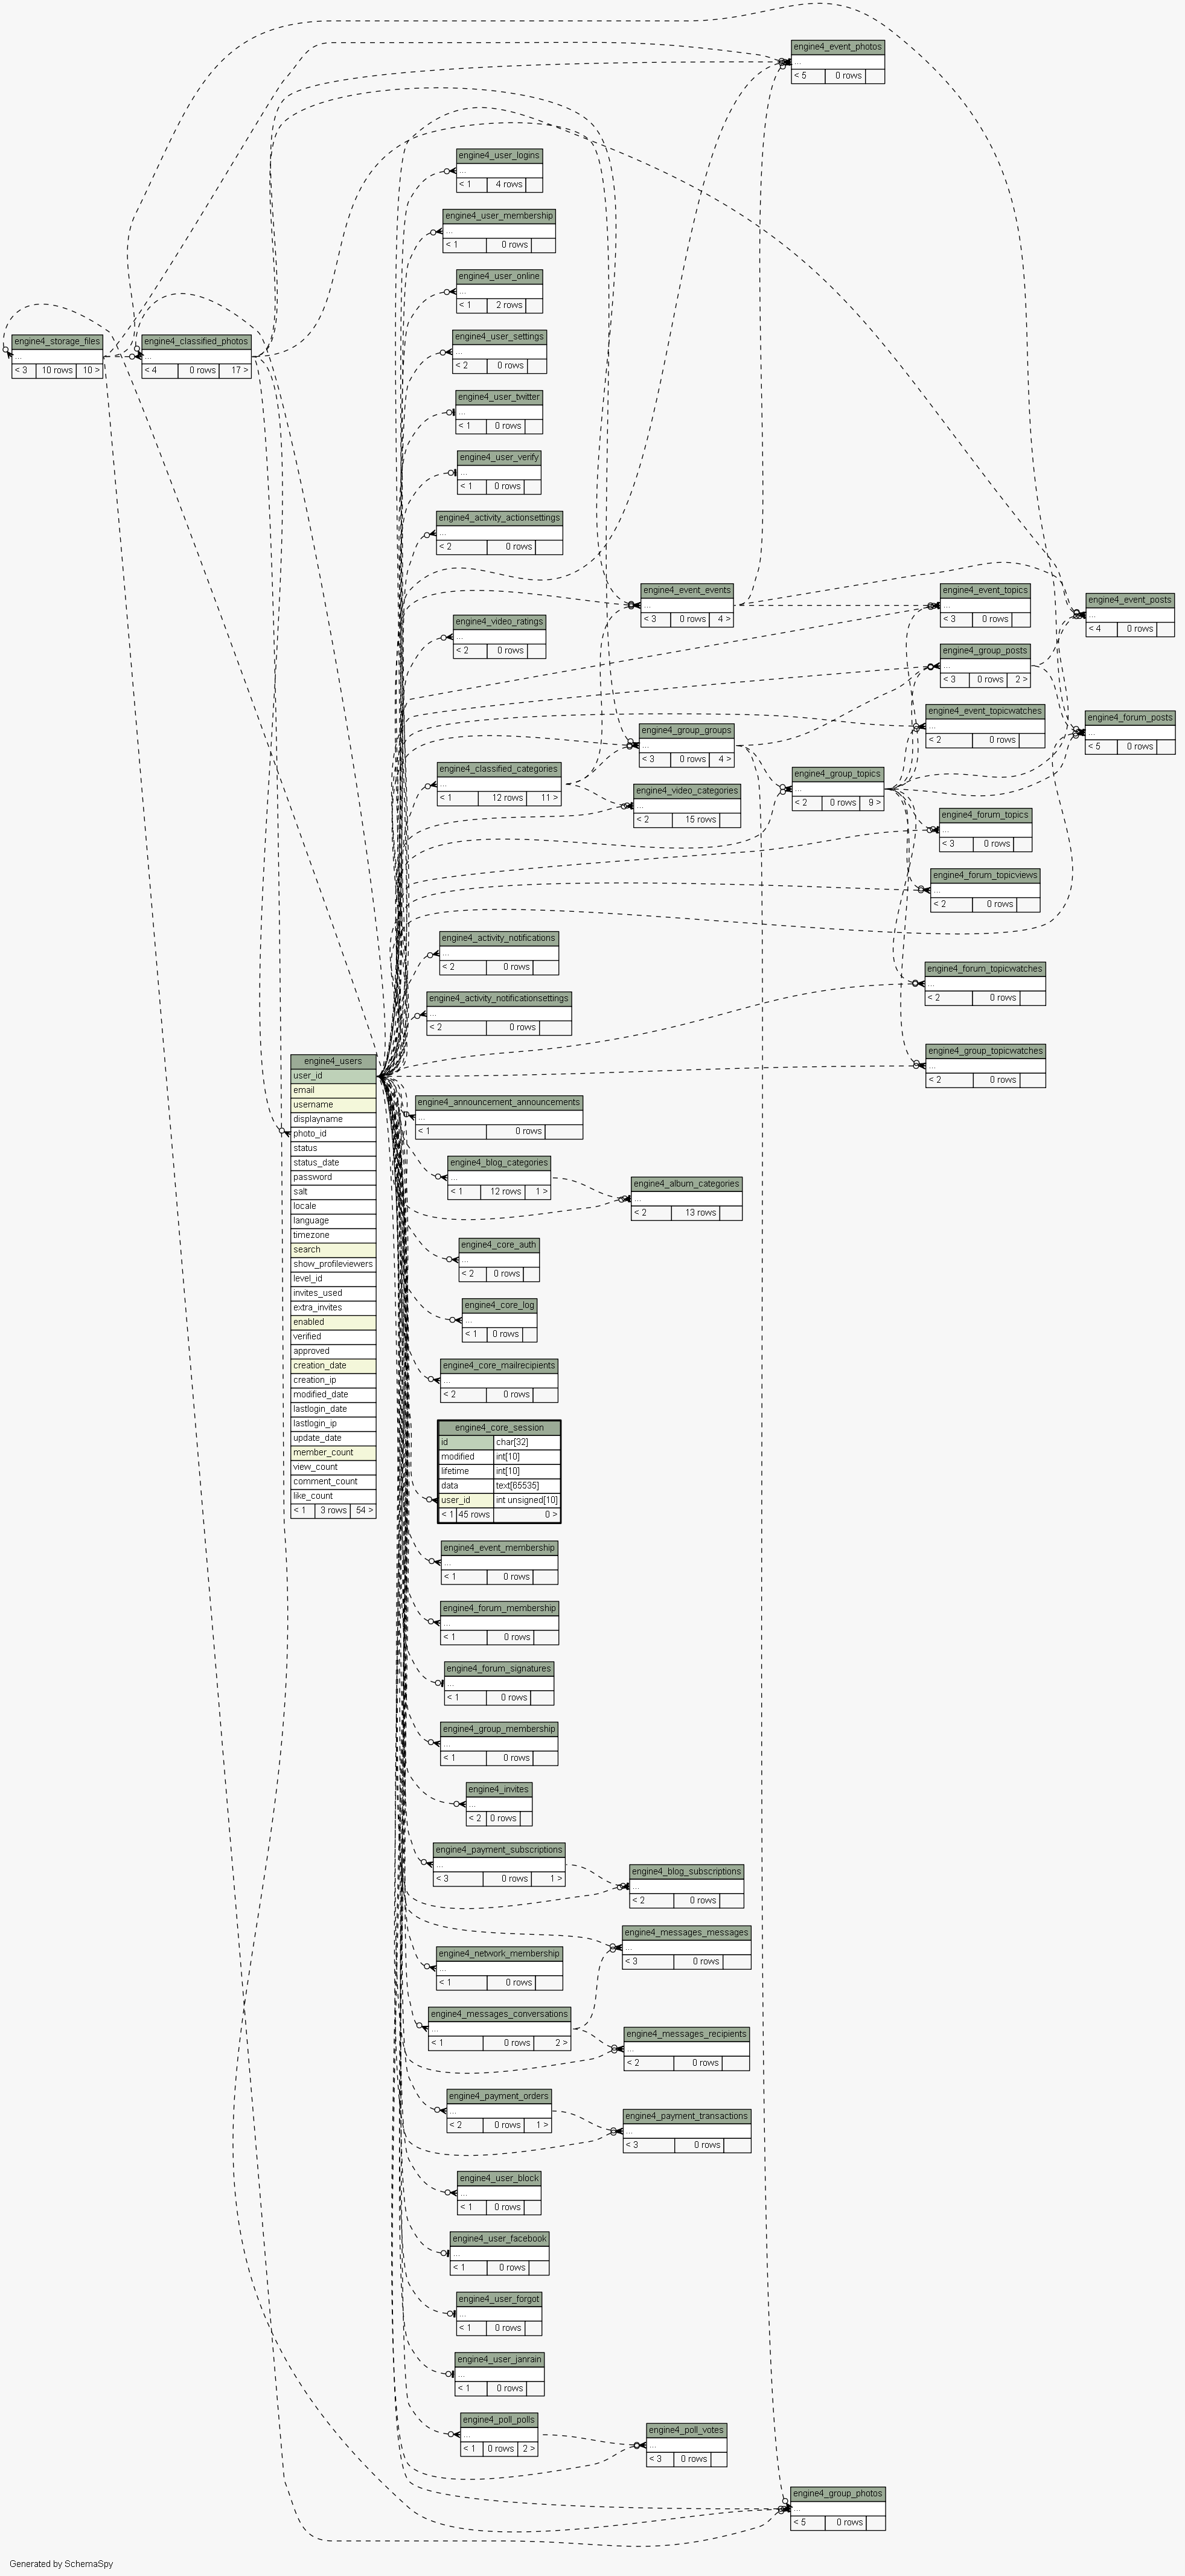 engine4_event_photos
...
< 5 0 rows
engine4_user_logins
...
< 1 4 rows
engine4_user_membership
...
< 1 0 rows
engine4_user_online
...
< 1 2 rows
engine4_storage_files
...
< 3 10 rows 10 >
engine4_classified_photos
...
< 4 0 rows 17 >
engine4_user_settings
...
< 2 0 rows
engine4_user_twitter
...
< 1 0 rows
engine4_user_verify
...
< 1 0 rows
engine4_activity_actionsettings
...
< 2 0 rows
engine4_event_events
...
< 3 0 rows 4 >
engine4_event_topics
...
< 3 0 rows
engine4_event_posts
...
< 4 0 rows
engine4_video_ratings
...
< 2 0 rows
engine4_group_posts
...
< 3 0 rows 2 >
engine4_event_topicwatches
...
< 2 0 rows
engine4_forum_posts
...
< 5 0 rows
engine4_group_groups
...
< 3 0 rows 4 >
engine4_classified_categories
...
< 1 12 rows 11 >
engine4_video_categories
...
< 2 15 rows
engine4_group_topics
...
< 2 0 rows 9 >
engine4_forum_topics
...
< 3 0 rows
engine4_forum_topicviews
...
< 2 0 rows
engine4_activity_notifications
...
< 2 0 rows
engine4_forum_topicwatches
...
< 2 0 rows
engine4_activity_notificationsettings
...
< 2 0 rows
engine4_group_topicwatches
...
< 2 0 rows
engine4_users
user_id
email
username
displayname
photo_id
status
status_date
password
salt
locale
language
timezone
search
show_profileviewers
level_id
invites_used
extra_invites
enabled
verified
approved
creation_date
creation_ip
modified_date
lastlogin_date
lastlogin_ip
update_date
member_count
view_count
comment_count
like_count
< 1 3 rows 54 >
engine4_announcement_announcements
...
< 1 0 rows
engine4_blog_categories
...
< 1 12 rows 1 >
engine4_album_categories
...
< 2 13 rows
engine4_core_auth
...
< 2 0 rows
engine4_core_log
...
< 1 0 rows
engine4_core_mailrecipients
...
< 2 0 rows
engine4_core_session
id char[32]
modified int[10]
lifetime int[10]
data text[65535]
user_id int unsigned[10]
< 1 45 rows 0 >
engine4_event_membership
...
< 1 0 rows
engine4_forum_membership
...
< 1 0 rows
engine4_forum_signatures
...
< 1 0 rows
engine4_group_membership
...
< 1 0 rows
engine4_invites
...
< 2 0 rows
engine4_payment_subscriptions
...
< 3 0 rows 1 >
engine4_blog_subscriptions
...
< 2 0 rows
engine4_messages_messages
...
< 3 0 rows
engine4_network_membership
...
< 1 0 rows
engine4_messages_conversations
...
< 1 0 rows 2 >
engine4_messages_recipients
...
< 2 0 rows
engine4_payment_orders
...
< 2 0 rows 1 >
engine4_payment_transactions
...
< 3 0 rows
engine4_user_block
...
< 1 0 rows
engine4_user_facebook
...
< 1 0 rows
engine4_user_forgot
...
< 1 0 rows
engine4_user_janrain
...
< 1 0 rows
engine4_poll_polls
...
< 1 0 rows 2 >
engine4_poll_votes
...
< 3 0 rows
engine4_group_photos
...
< 5 0 rows
Generated by SchemaSpy